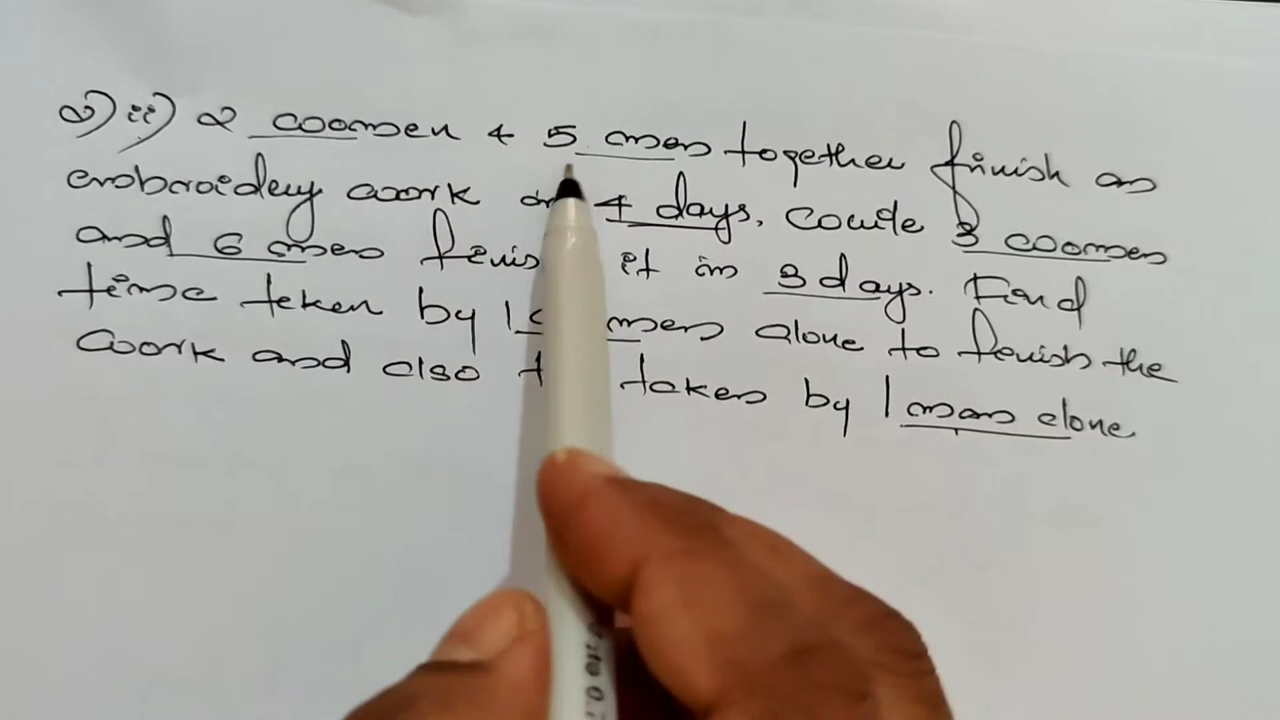 2) ii) 2 women + 5 men together finish an
embroidery work in 4 days, while 3 women
and 6 men finish it in 3 days. Find
time taken by 1 women alone to finish the
work and also taken by 1 man alone